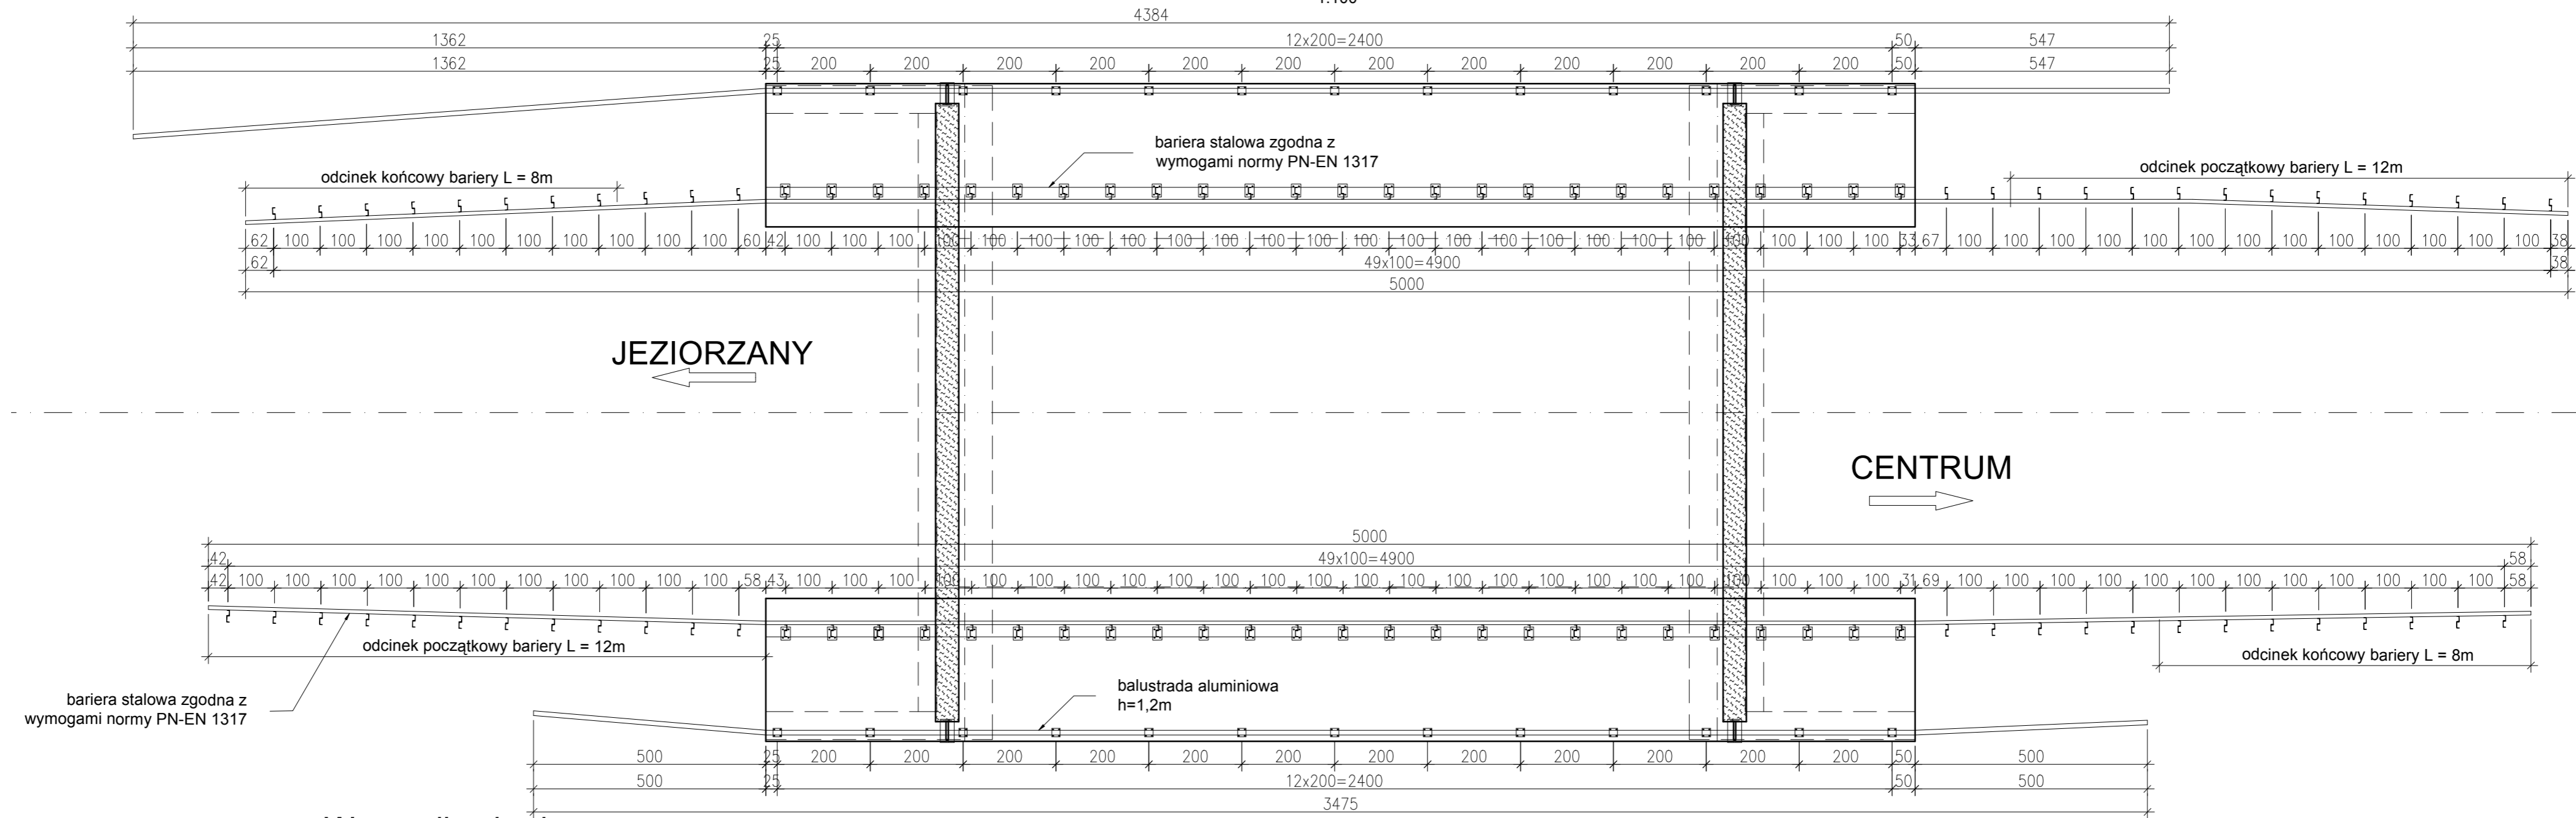 4384
1362 25 12x200=2400 50 547
1362 25 200 200 200 200 200 200 200 200 200 200 200 200 50 547
bariera stalowa zgodna z
wymogami normy PN-EN 1317
odcinek końcowy bariery L = 8m
odcinek początkowy bariery L = 12m
62 100 100 100 100 100 100 100 100 100 100 60 42 100 100 100 100 100 100 100 100 100 100 100 100 100 100 100 100 100 100 100 100 100 100 100 100 33 67 100 100 100 100 100 100 100 100 100 100 100 100 100 38
62 49x100=4900 38
5000
JEZIORZANY
CENTRUM
5000
42 49x100=4900 58
42 100 100 100 100 100 100 100 100 100 100 100 58 43 100 100 100 100 100 100 100 100 100 100 100 100 100 100 100 100 100 100 100 100 100 100 100 100 31 69 100 100 100 100 100 100 100 100 100 100 100 100 58
odcinek początkowy bariery L = 12m
odcinek końcowy bariery L = 8m
bariera stalowa zgodna z
wymogami normy PN-EN 1317
balustrada aluminiowa
h=1,2m
500 25 200 200 200 200 200 200 200 200 200 200 200 200 50 500
500 25 12x200=2400 50 500
3475